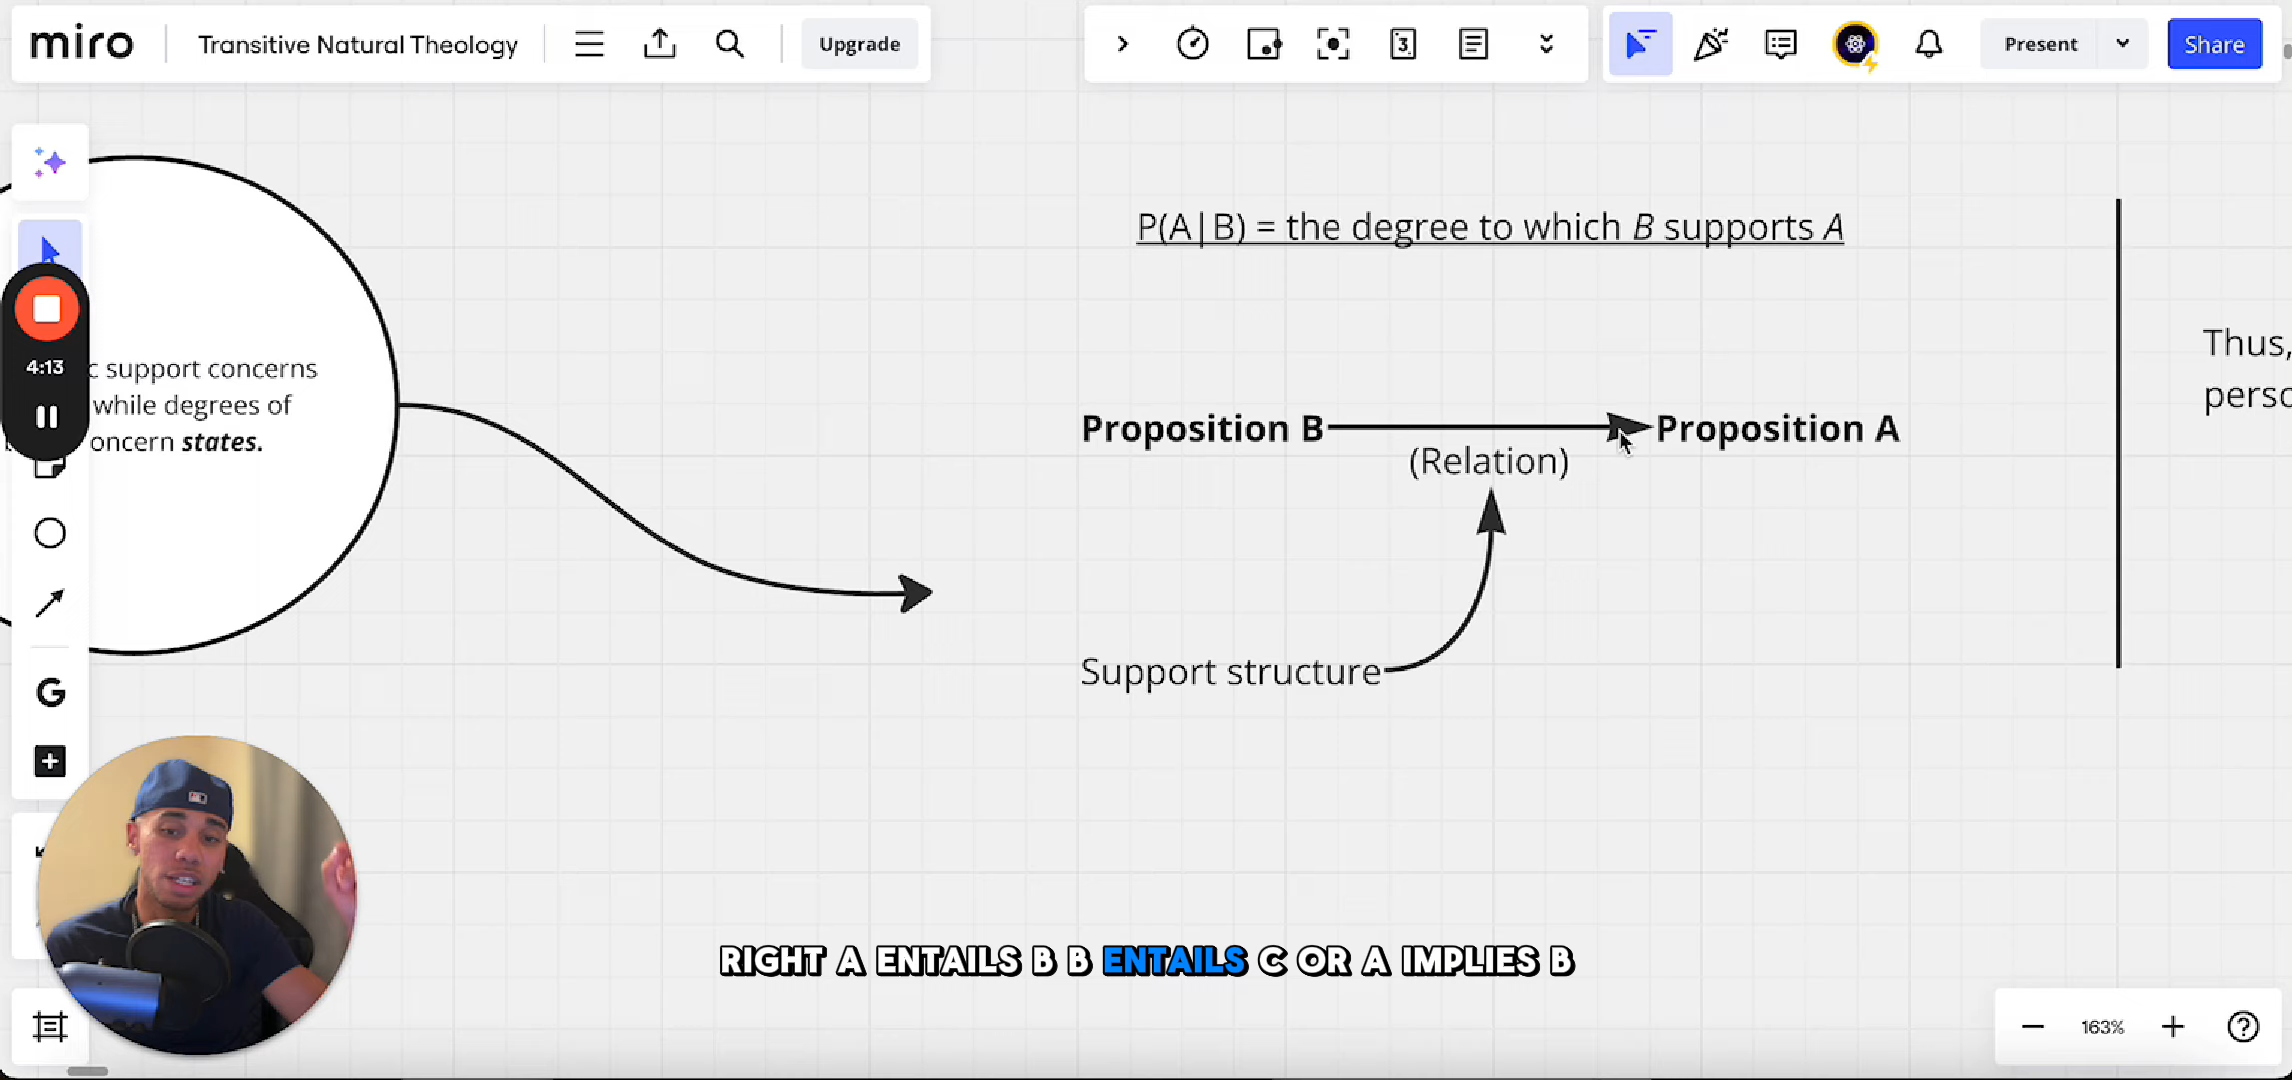 miro
Transitive Natural Theology
Upgrade
3
Present
Share
P(A|B) = the degree to which B supports A
4:13
c support concerns
while degrees of
oncern states.
Thus,
Proposition B
Proposition A
(Relation)
Support structure
RIGHT A ENTAILS B B ENTAILS C OR A IMPLIES B
163%